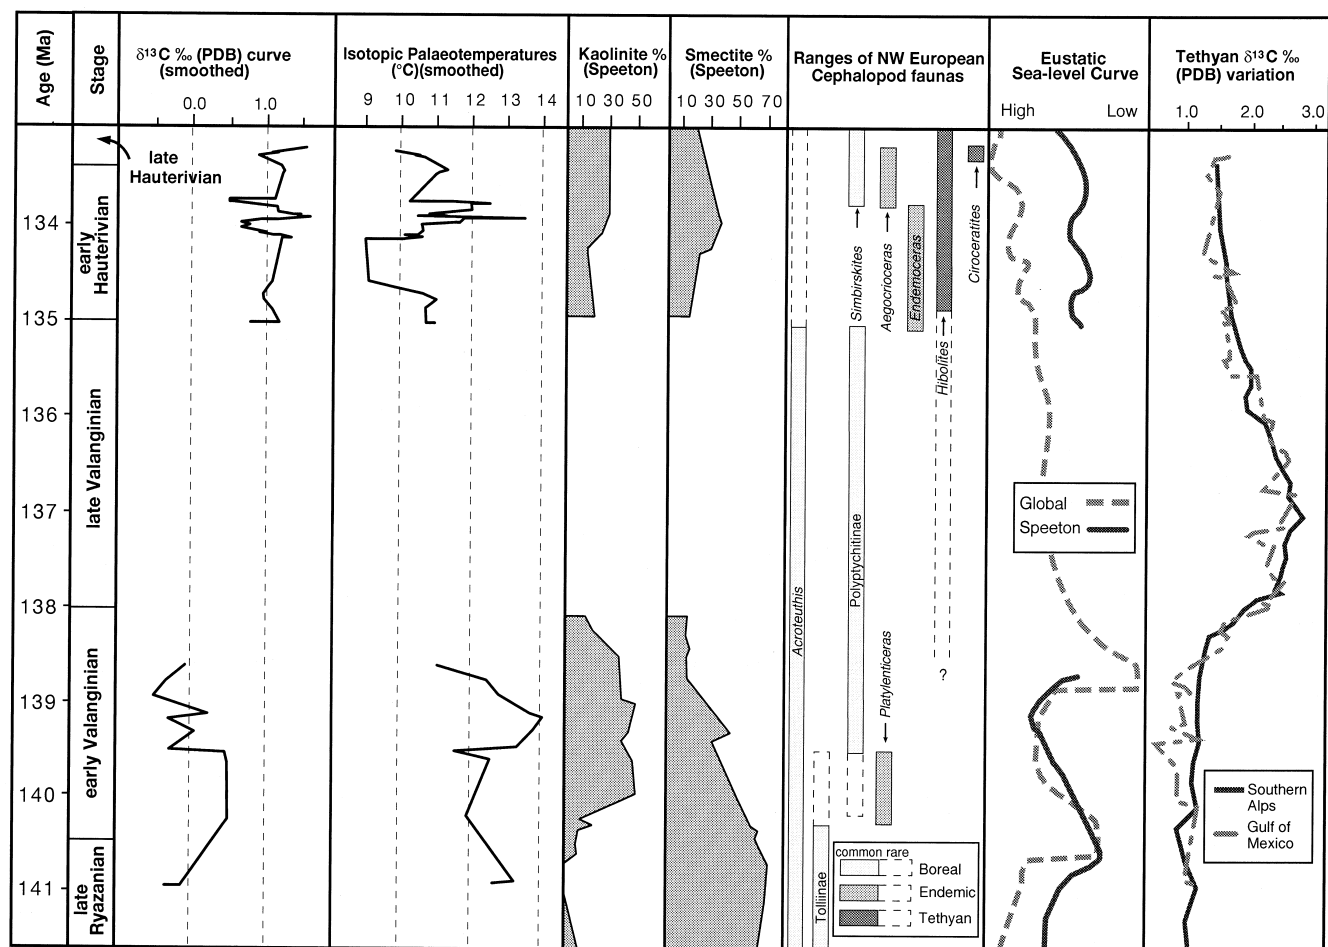 Age (Ma)
Stage
δ¹³C ‰ (PDB) curve
(smoothed)
0.0 1.0
Isotopic Palaeotemperatures
(°C)(smoothed)
9 10 11 12 13 14
Kaolinite %
(Speeton)
10 30 50
Smectite %
(Speeton)
10 30 50 70
Ranges of NW European
Cephalopod faunas
Eustatic
Sea-level Curve
High Low
Tethyan δ¹³C ‰
(PDB) variation
1.0 2.0 3.0
late
Hauterivian
134
135
136
137
138
139
140
141
early
Hauterivian
late Valanginian
early Valanginian
late
Ryazanian
Acroteuthis
Tolliinae
Polyptychitinae
Simbirskites
Aegocrioceras
Platylenticeras
Endemoceras
Hibolites
?
Ciroceratites
common rare
Boreal
Endemic
Tethyan
Global
Speeton
Southern
Alps
Gulf of
Mexico